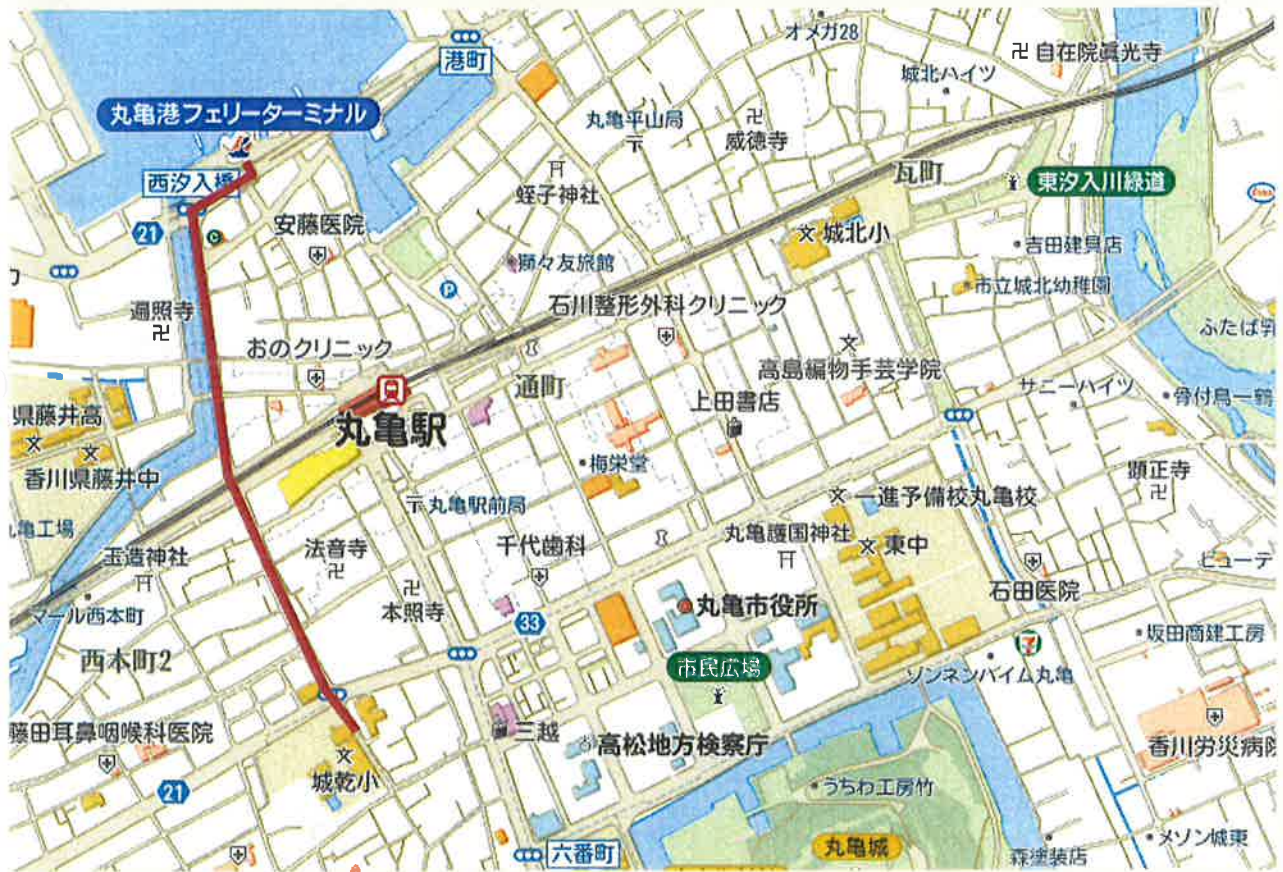 オメガ28
卍 自在院眞光寺
港町
城北ハイツ
丸亀港フェリーターミナル
丸亀平山局
威徳寺
瓦町
東汐入川緑道
西汐入橋
蛭子神社
21
安藤医院
城北小
吉田建具店
獅々友旅館
市立城北幼稚園
P
石川整形外科クリニック
遍照寺
ふたば
おのクリニック
通町
高島編物手芸学院
サニーハイツ
骨付鳥一鶴
上田書店
県藤井高
丸亀駅
香川県藤井中
梅栄堂
顕正寺
丸亀駅前局
一進予備校丸亀校
亀工場
千代歯科
丸亀護国神社
東中
玉造神社
法音寺
ビューテ
石田医院
マール西本町
本照寺
33
丸亀市役所
坂田商建工房
西本町2
市民広場
ゾンネンバイム丸亀
藤田耳鼻咽喉科医院
三越
高松地方検察庁
香川労災病院
城乾小
21
うちわ工房竹
六番町
丸亀城
森塗装店
メゾン城東